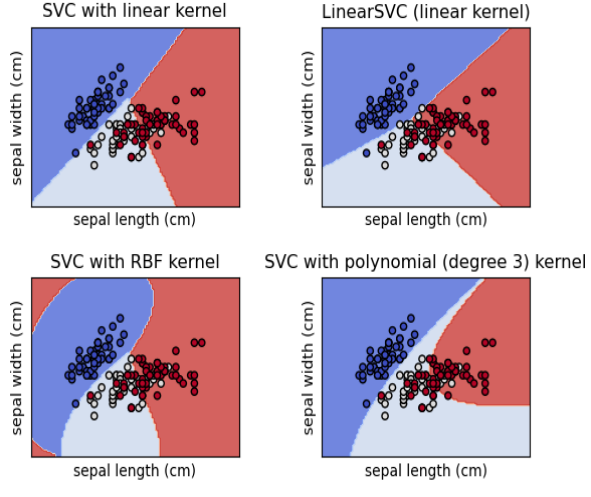 SVC with linear kernel
LinearSVC (linear kernel)
sepal width (cm)
sepal length (cm)
sepal width (cm)
sepal length (cm)
SVC with RBF kernel
SVC with polynomial (degree 3) kernel
sepal width (cm)
sepal length (cm)
sepal width (cm)
sepal length (cm)